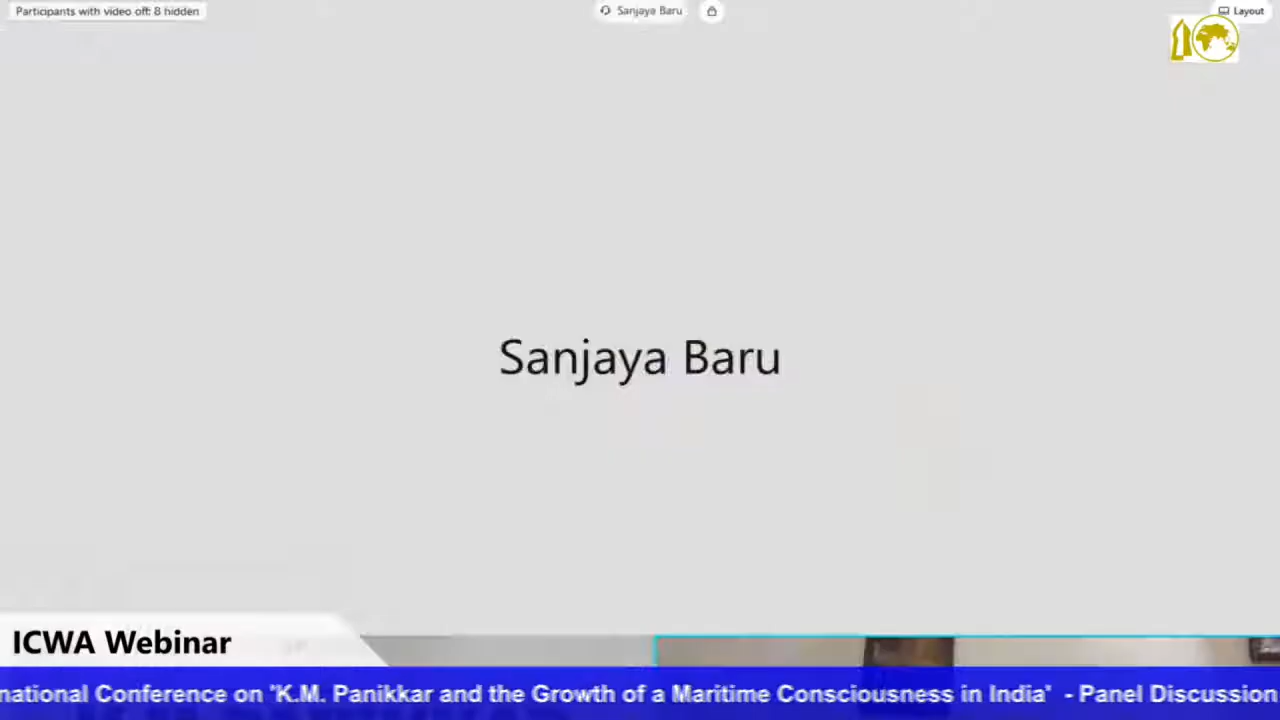 Participants with video off: 8 hidden
Sanjaya Baru
Layout
Sanjaya Baru
ICWA Webinar
national Conference on 'K.M. Panikkar and the Growth of a Maritime Consciousness in India' - Panel Discussion